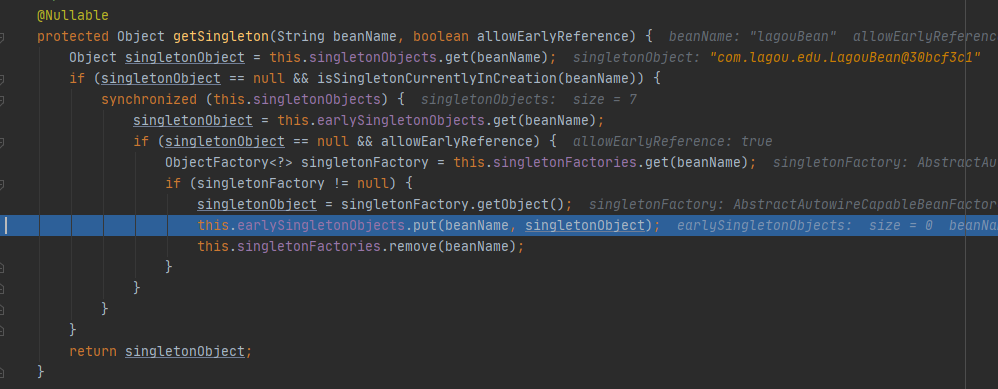 @Nullable
protected Object getSingleton(String beanName, boolean allowEarlyReference) { beanName: "lagouBean" allowEarlyReferenc
Object singletonObject = this.singletonObjects.get(beanName); singletonObject: "com.lagou.edu.LagouBean@30bcf3c1"
if (singletonObject == null && isSingletonCurrentlyInCreation(beanName)) {
synchronized (this.singletonObjects) { singletonObjects: size = 7
singletonObject = this.earlySingletonObjects.get(beanName);
if (singletonObject == null && allowEarlyReference) { allowEarlyReference: true
ObjectFactory<?> singletonFactory = this.singletonFactories.get(beanName); singletonFactory: AbstractAu
if (singletonFactory != null) {
singletonObject = singletonFactory.getObject(); singletonFactory: AbstractAutowireCapableBeanFactor
this.earlySingletonObjects.put(beanName, singletonObject); earlySingletonObjects: size = 0 beanNa
this.singletonFactories.remove(beanName);
}
}
}
}
return singletonObject;
}